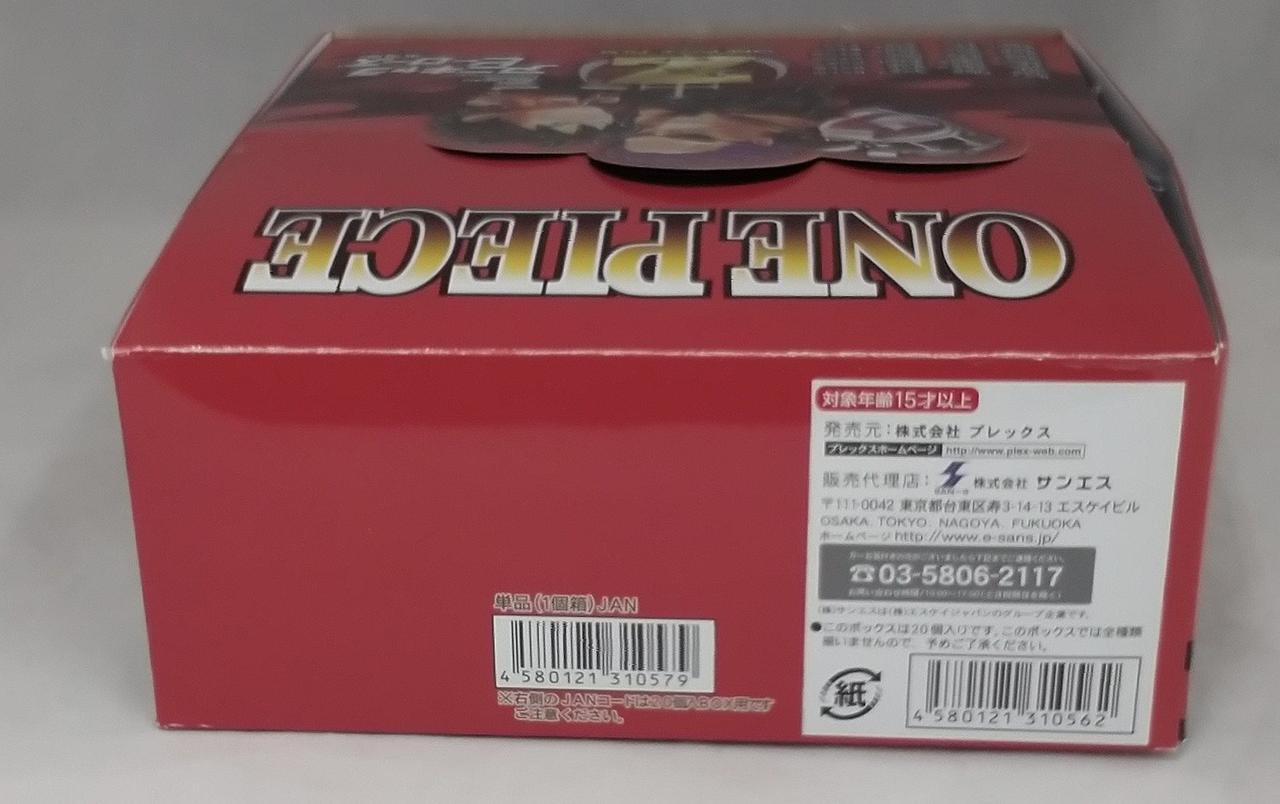 ONE PIECE
対象年齢15才以上
発売元:株式会社 プレックス
プレックスホームページ http://www.plex-web.com
販売代理店: 株式会社 サンエス
〒111-0042 東京都台東区寿3-14-13 エスケイビル
OSAKA. TOKYO. NAGOYA. FUKUOKA
ホームページ http://www.e-sans.jp/
☎03-5806-2117
(株)サンエスは(株)エスケイジャパンのグループ企業です。
●このボックスは20個入りです。このボックスでは全種類
揃いませんので、予めご了承ください。
紙
4 580121 310562
単品(1個箱)JAN
4 580121 310579
※右側のJANコードは20個入BOX用です
ご注意ください。